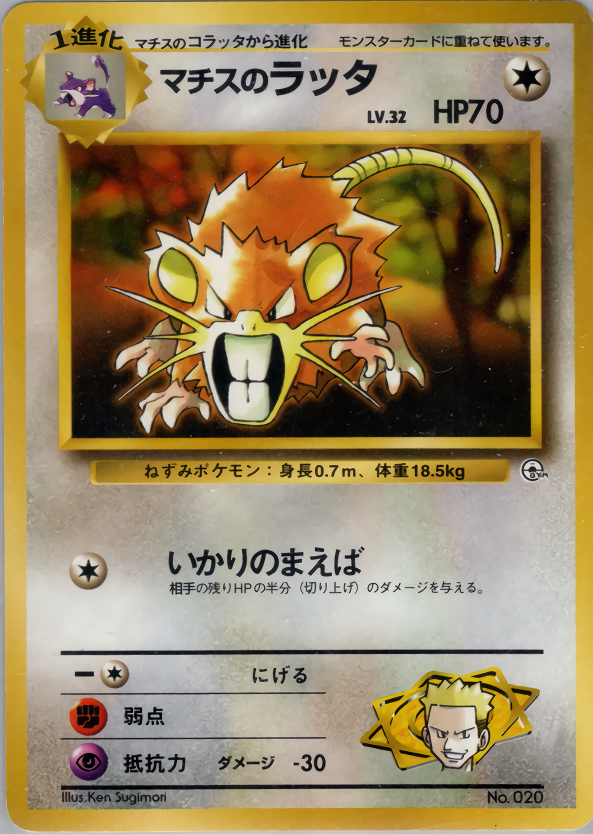 1進化
マチスのコラッタから進化
モンスターカードに重ねて使います。
マチスのラッタ
LV.32 HP70
ねずみポケモン：身長0.7m、体重18.5kg
GYM
いかりのまえば
相手の残りHPの半分（切り上げ）のダメージを与える。
にげる
弱点
抵抗力 ダメージ -30
Illus.Ken Sugimori
No. 020